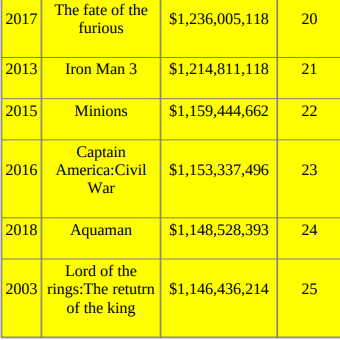 2017 The fate of the furious $1,236,005,118 20
2013 Iron Man 3 $1,214,811,118 21
2015 Minions $1,159,444,662 22
2016 Captain America:Civil War $1,153,337,496 23
2018 Aquaman $1,148,528,393 24
2003 Lord of the rings:The retutrn of the king $1,146,436,214 25